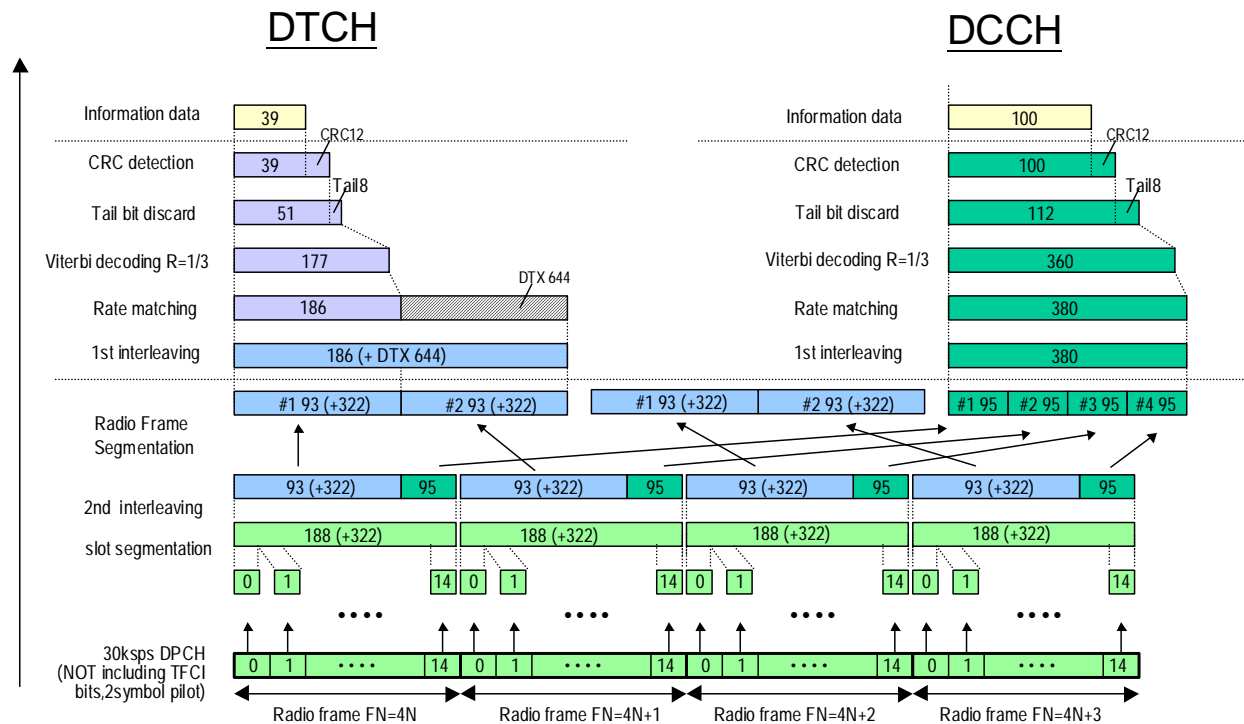 DTCH
DCCH
Information data
39
Information data
100
CRC12
CRC12
CRC detection
39
CRC detection
100
Tail8
Tail8
Tail bit discard
51
Tail bit discard
112
Viterbi decoding R=1/3
177
Viterbi decoding R=1/3
360
DTX 644
Rate matching
186
Rate matching
380
1st interleaving
186 (+ DTX 644)
1st interleaving
380
#1 93 (+322)
#2 93 (+322)
#1 93 (+322)
#2 93 (+322)
#1 95
#2 95
#3 95
#4 95
Radio Frame
Segmentation
93 (+322)
95
93 (+322)
95
93 (+322)
95
93 (+322)
95
2nd interleaving
188 (+322)
188 (+322)
188 (+322)
188 (+322)
slot segmentation
0
1
14
0
1
14
0
1
14
0
1
14
• • • •
• • • •
• • • •
• • • •
30ksps DPCH
(NOT including TFCI
bits,2symbol pilot)
0
1
• • • •
14
0
1
• • • •
14
0
1
• • • •
14
0
1
• • • •
14
Radio frame FN=4N
Radio frame FN=4N+1
Radio frame FN=4N+2
Radio frame FN=4N+3